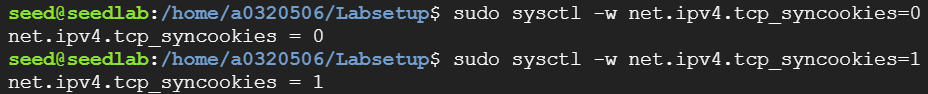 seed@seedlab:/home/a0320506/Labsetup$ sudo sysctl -w net.ipv4.tcp_syncookies=0
net.ipv4.tcp_syncookies = 0
seed@seedlab:/home/a0320506/Labsetup$ sudo sysctl -w net.ipv4.tcp_syncookies=1
net.ipv4.tcp_syncookies = 1